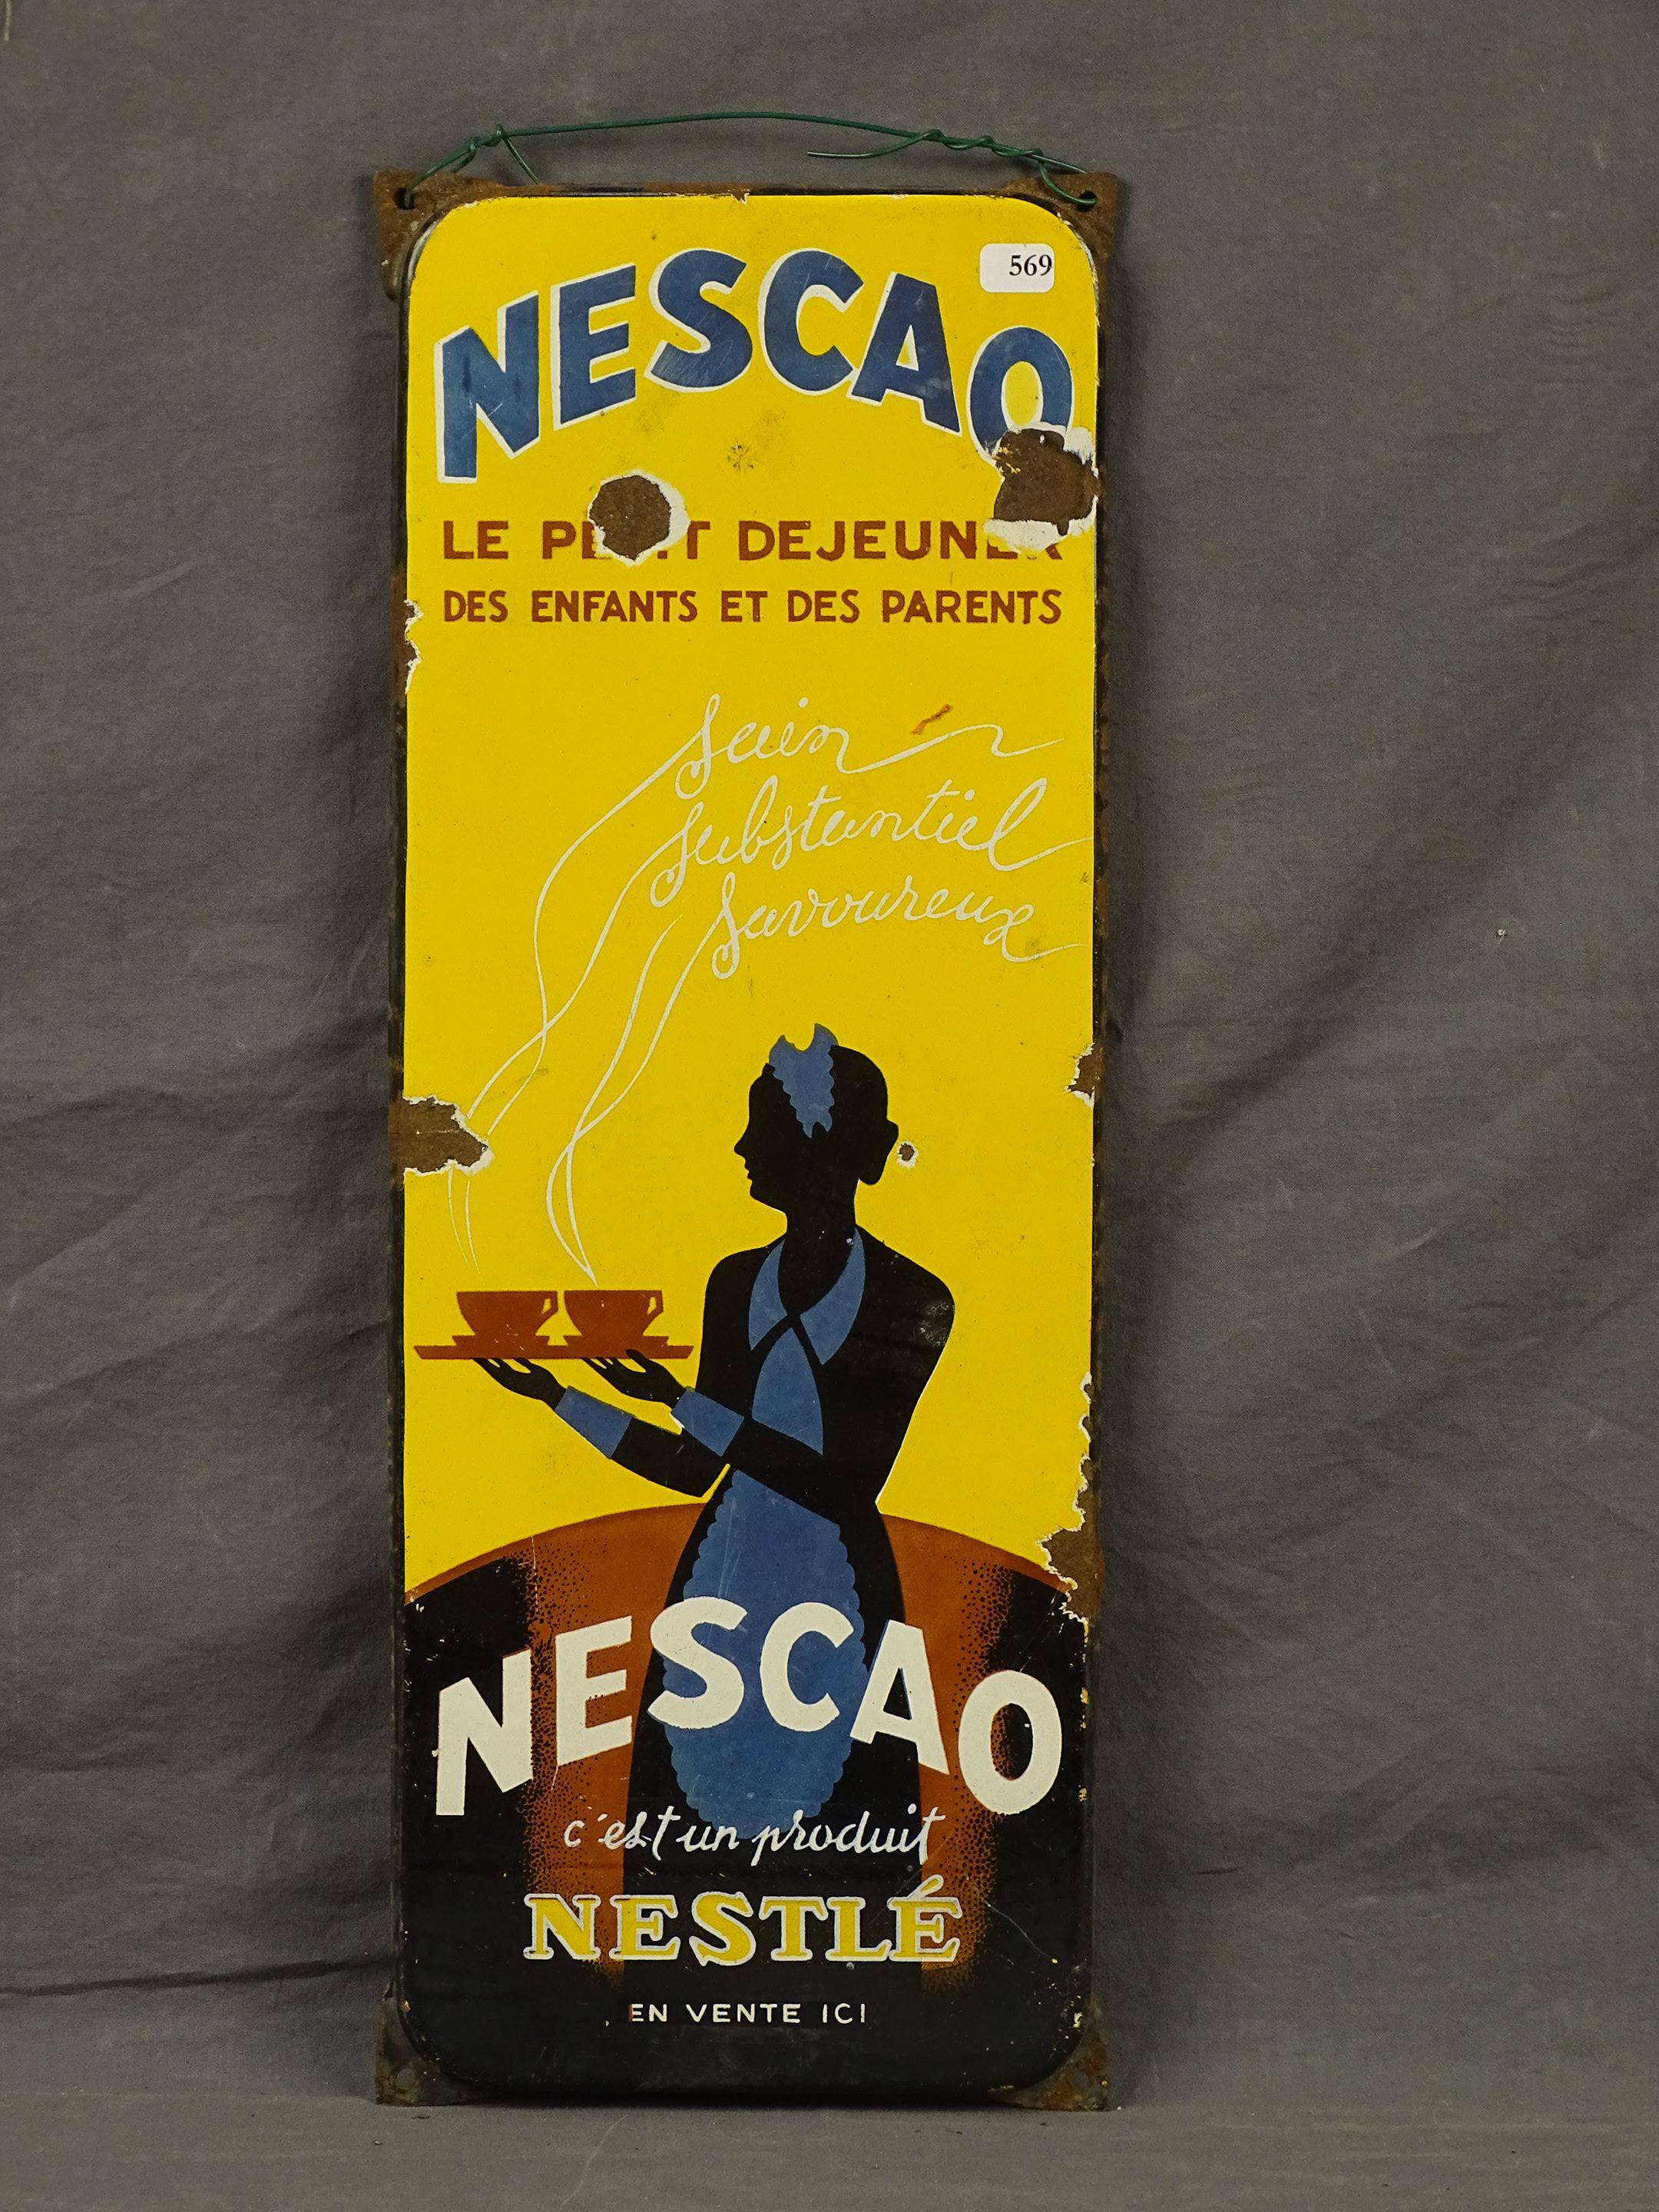 569
NESCAO
LE PETIT DEJEUNER
DES ENFANTS ET DES PARENTS
sain
substantiel
savoureux
NESCAO
c'est un produit
NESTLÉ
EN VENTE ICI